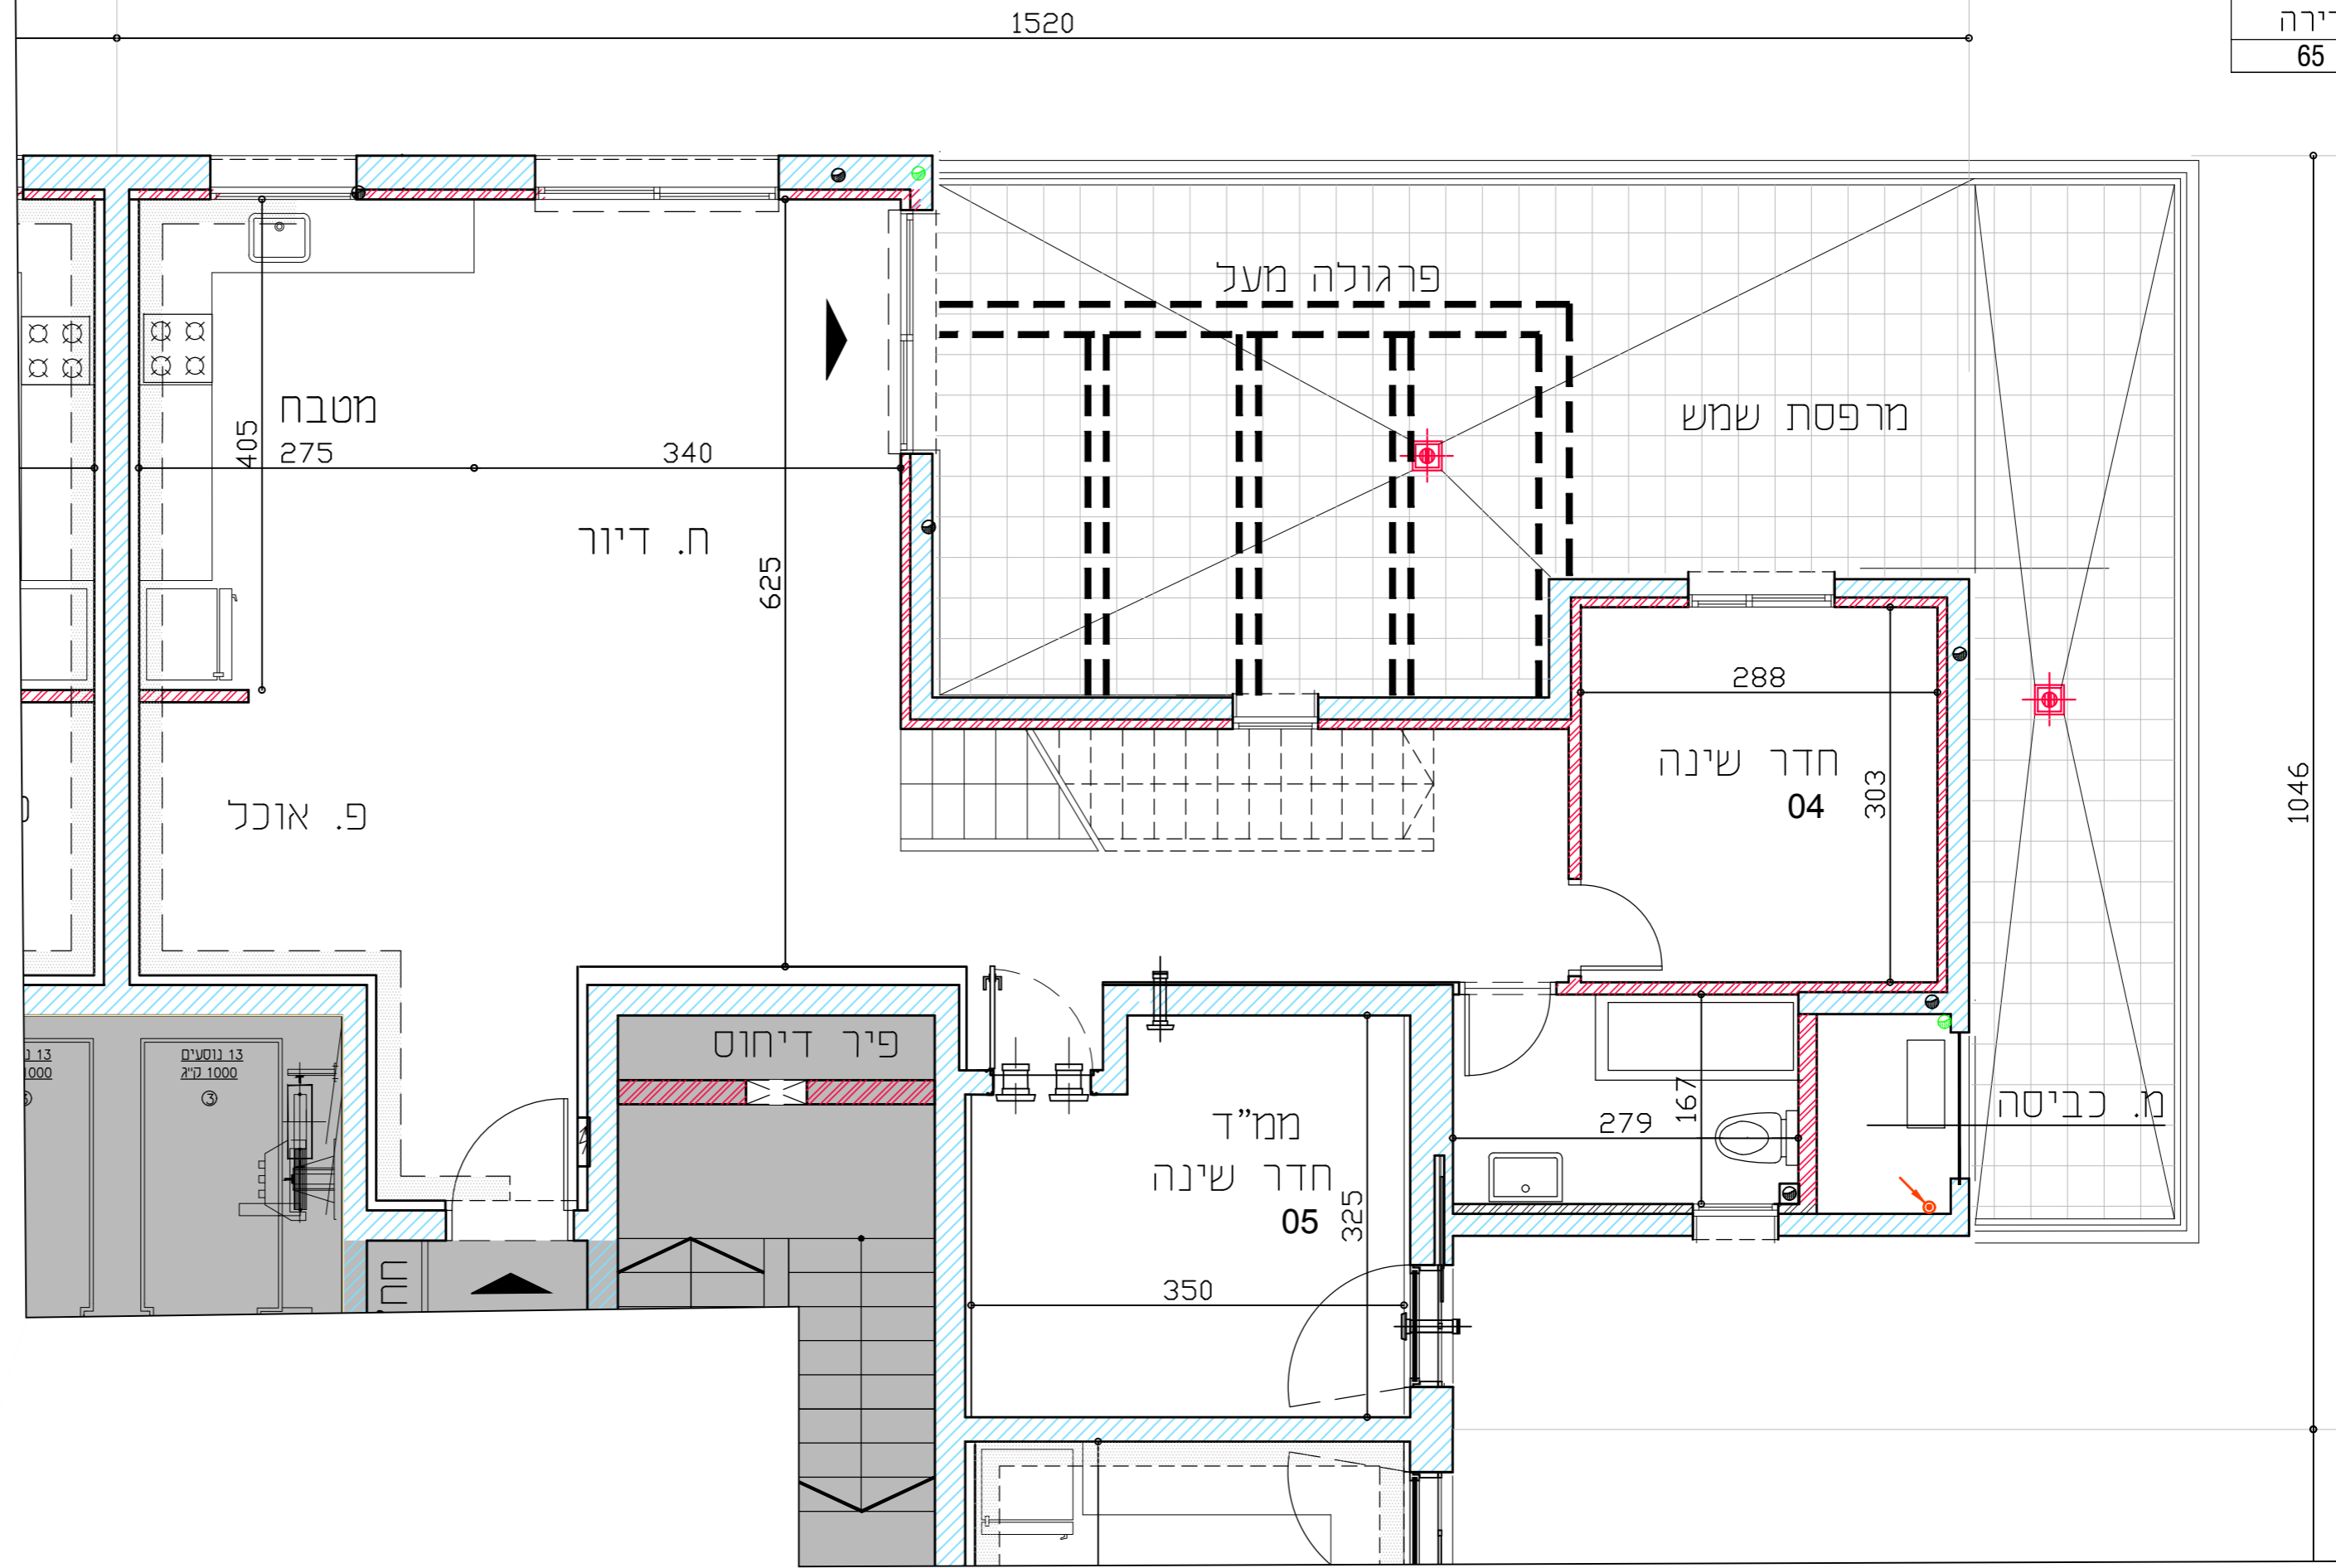 1520
דירה
65
פרגולה מעל
מרפסת שמש
מטבח
405
275
340
ח. דיור
625
288
חדר שינה
04
303
1046
פ. אוכל
פיר דיחוס
13 נוסעים
1000 ק"ג
3
ממ"ד
חדר שינה
05
325
350
279
167
מ. כביסה